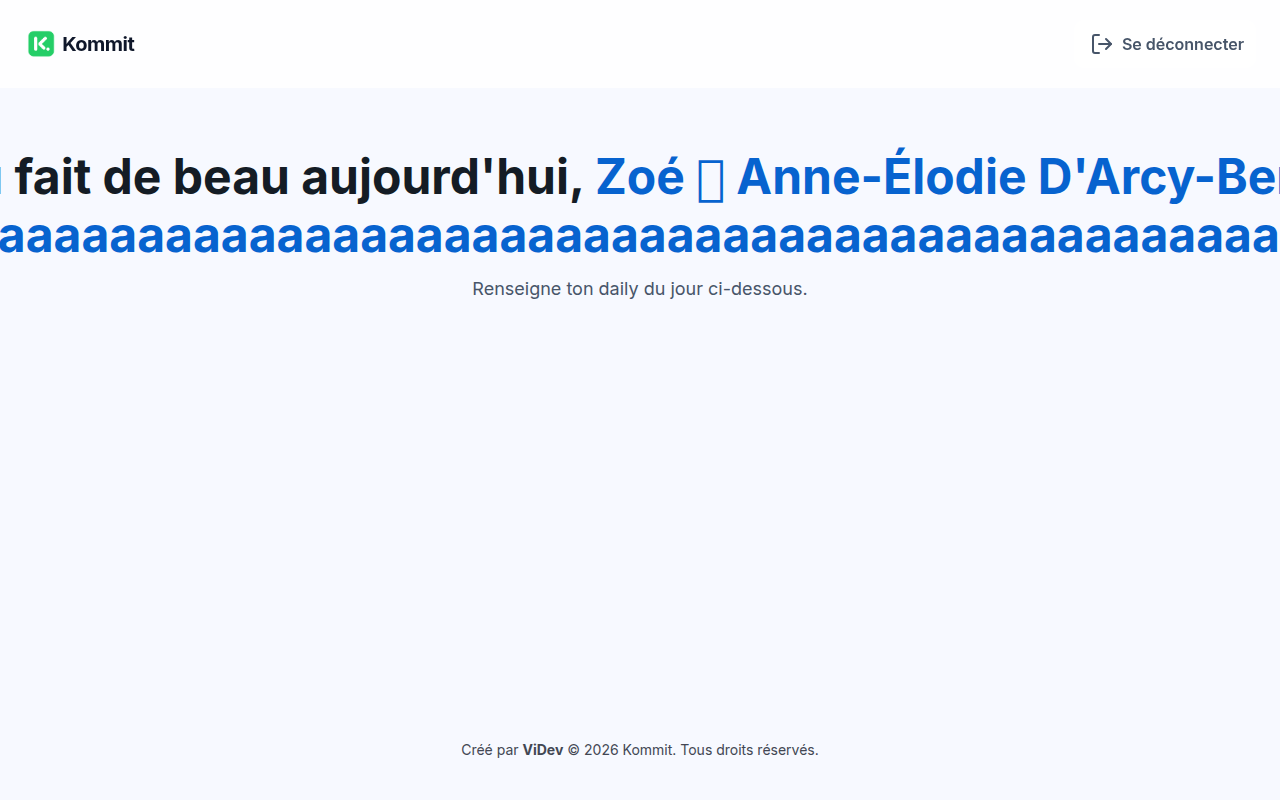 Kommit
Se déconnecter
fait de beau aujourd'hui, Zoé Anne-Élodie D'Arcy-Ber
aaaaaaaaaaaaaaaaaaaaaaaaaaaaaaaaaaaaaaaaaaaaaa
Renseigne ton daily du jour ci-dessous.
Créé par ViDev © 2026 Kommit. Tous droits réservés.